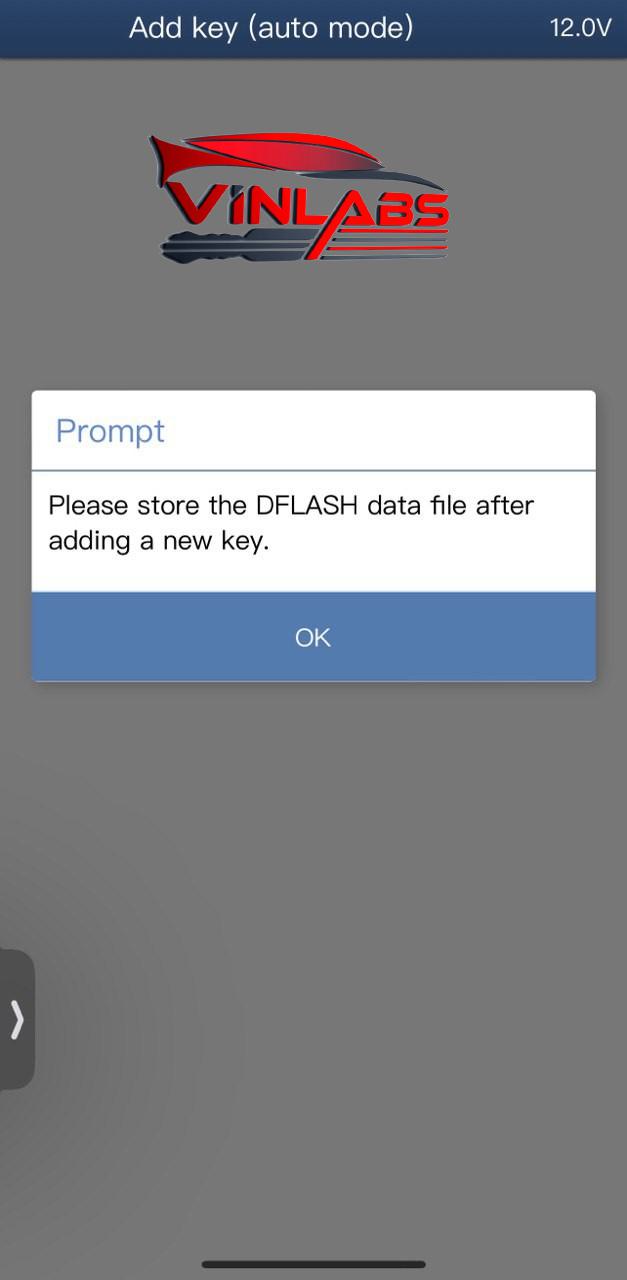 Add key (auto mode) 12.0V
ViNLABS
Prompt
Please store the DFLASH data file after
adding a new key.
OK